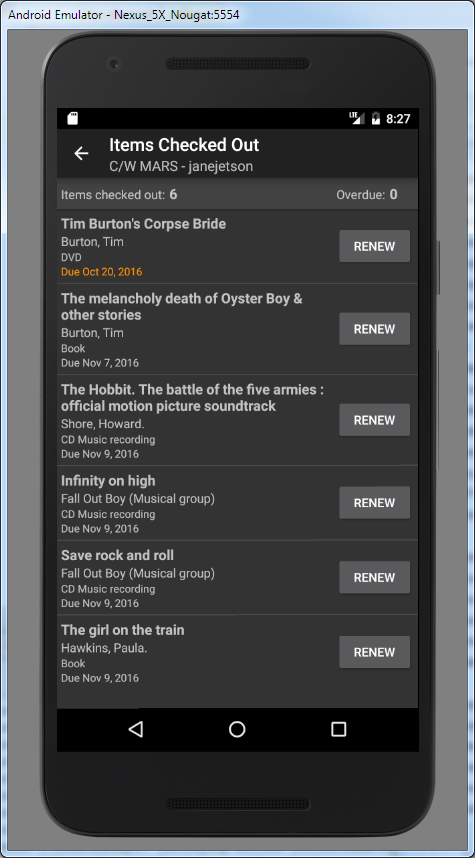 Android Emulator - Nexus_5X_Nougat:5554
LTE 8:27
Items Checked Out
C/W MARS - janejetson
Items checked out: 6 Overdue: 0
Tim Burton's Corpse Bride
Burton, Tim
DVD
Due Oct 20, 2016
RENEW
The melancholy death of Oyster Boy &
other stories
Burton, Tim
Book
Due Nov 7, 2016
RENEW
The Hobbit. The battle of the five armies :
official motion picture soundtrack
Shore, Howard.
CD Music recording
Due Nov 9, 2016
RENEW
Infinity on high
Fall Out Boy (Musical group)
CD Music recording
Due Nov 9, 2016
RENEW
Save rock and roll
Fall Out Boy (Musical group)
CD Music recording
Due Nov 9, 2016
RENEW
The girl on the train
Hawkins, Paula.
Book
Due Nov 9, 2016
RENEW